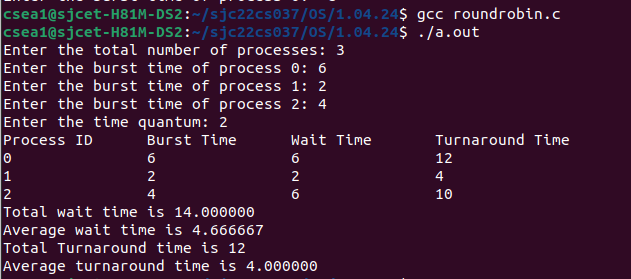 csea1@sjcet-H81M-DS2:~/sjc22cs037/OS/1.04.24$ gcc roundrobin.c
csea1@sjcet-H81M-DS2:~/sjc22cs037/OS/1.04.24$ ./a.out
Enter the total number of processes: 3
Enter the burst time of process 0: 6
Enter the burst time of process 1: 2
Enter the burst time of process 2: 4
Enter the time quantum: 2
Process ID Burst Time Wait Time Turnaround Time
0 6 6 12
1 2 2 4
2 4 6 10
Total wait time is 14.000000
Average wait time is 4.666667
Total Turnaround time is 12
Average turnaround time is 4.000000